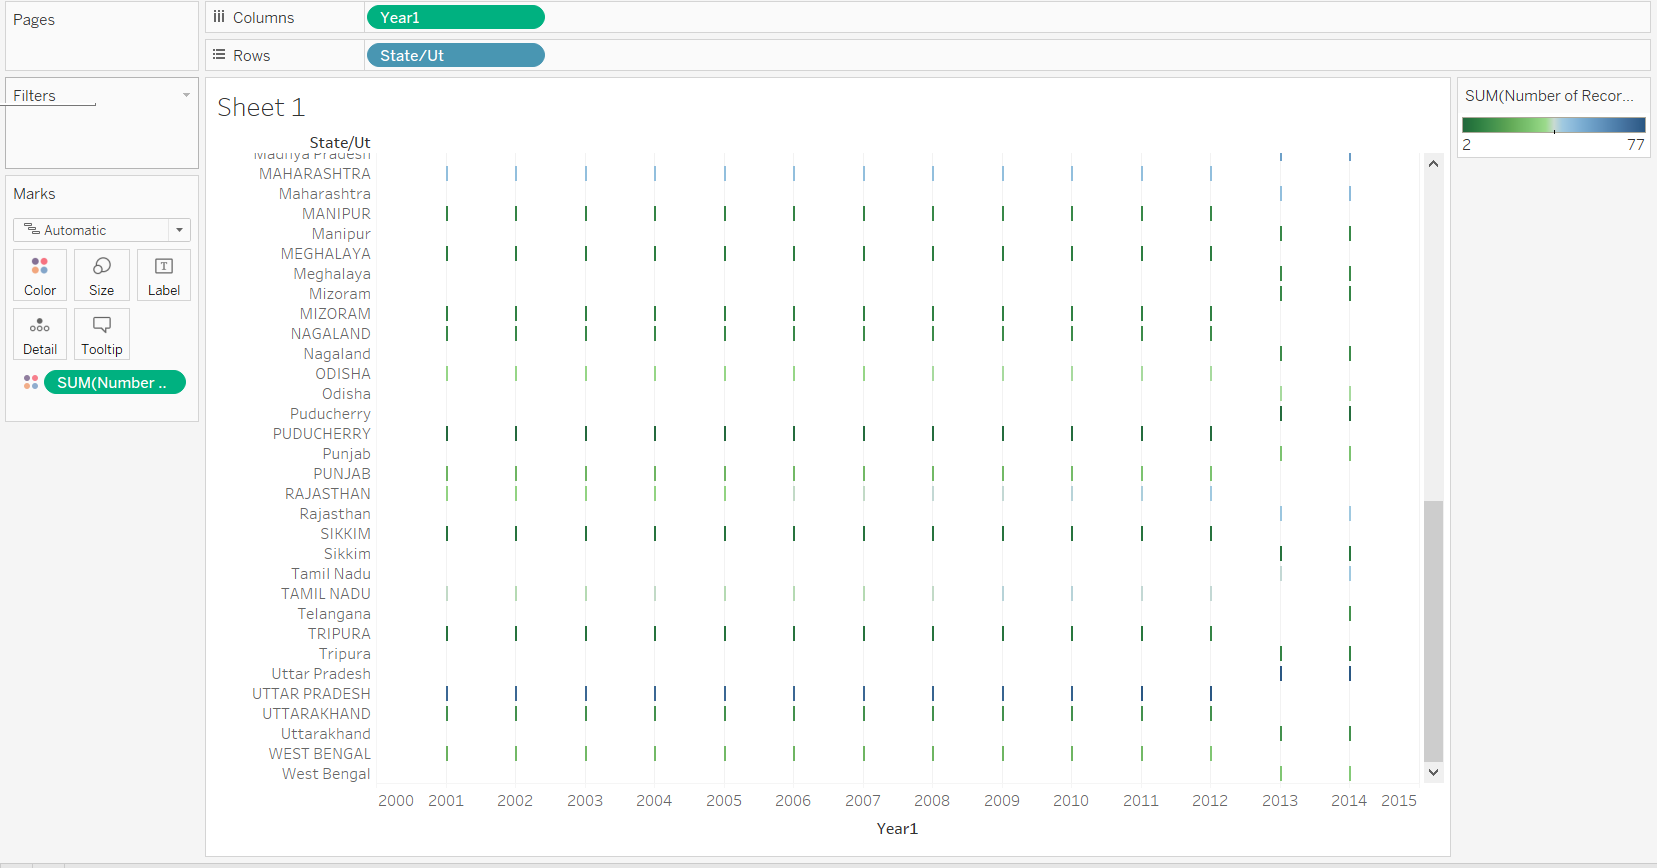 Pages
Columns
Year1
Rows
State/Ut
Filters
Marks
Automatic
Color
Size
Label
Detail
Tooltip
SUM(Number ..
Sheet 1
State/Ut
Madhya Pradesh
MAHARASHTRA
Maharashtra
MANIPUR
Manipur
MEGHALAYA
Meghalaya
Mizoram
MIZORAM
NAGALAND
Nagaland
ODISHA
Odisha
Puducherry
PUDUCHERRY
Punjab
PUNJAB
RAJASTHAN
Rajasthan
SIKKIM
Sikkim
Tamil Nadu
TAMIL NADU
Telangana
TRIPURA
Tripura
Uttar Pradesh
UTTAR PRADESH
UTTARAKHAND
Uttarakhand
WEST BENGAL
West Bengal
2000 2001 2002 2003 2004 2005 2006 2007 2008 2009 2010 2011 2012 2013 2014 2015
Year1
SUM(Number of Recor...
2 77